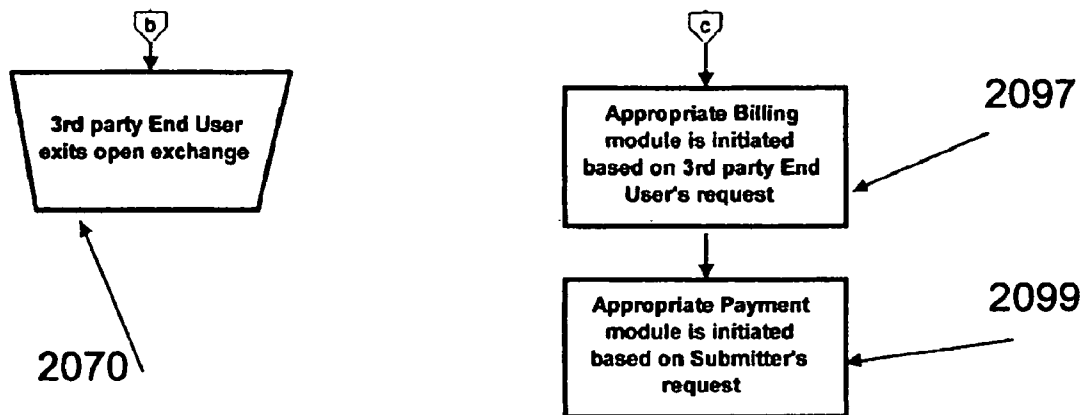 b
3rd party End User
exits open exchange
2070
c
Appropriate Billing
module is initiated
based on 3rd party End
User's request
2097
Appropriate Payment
module is initiated
based on Submitter's
request
2099